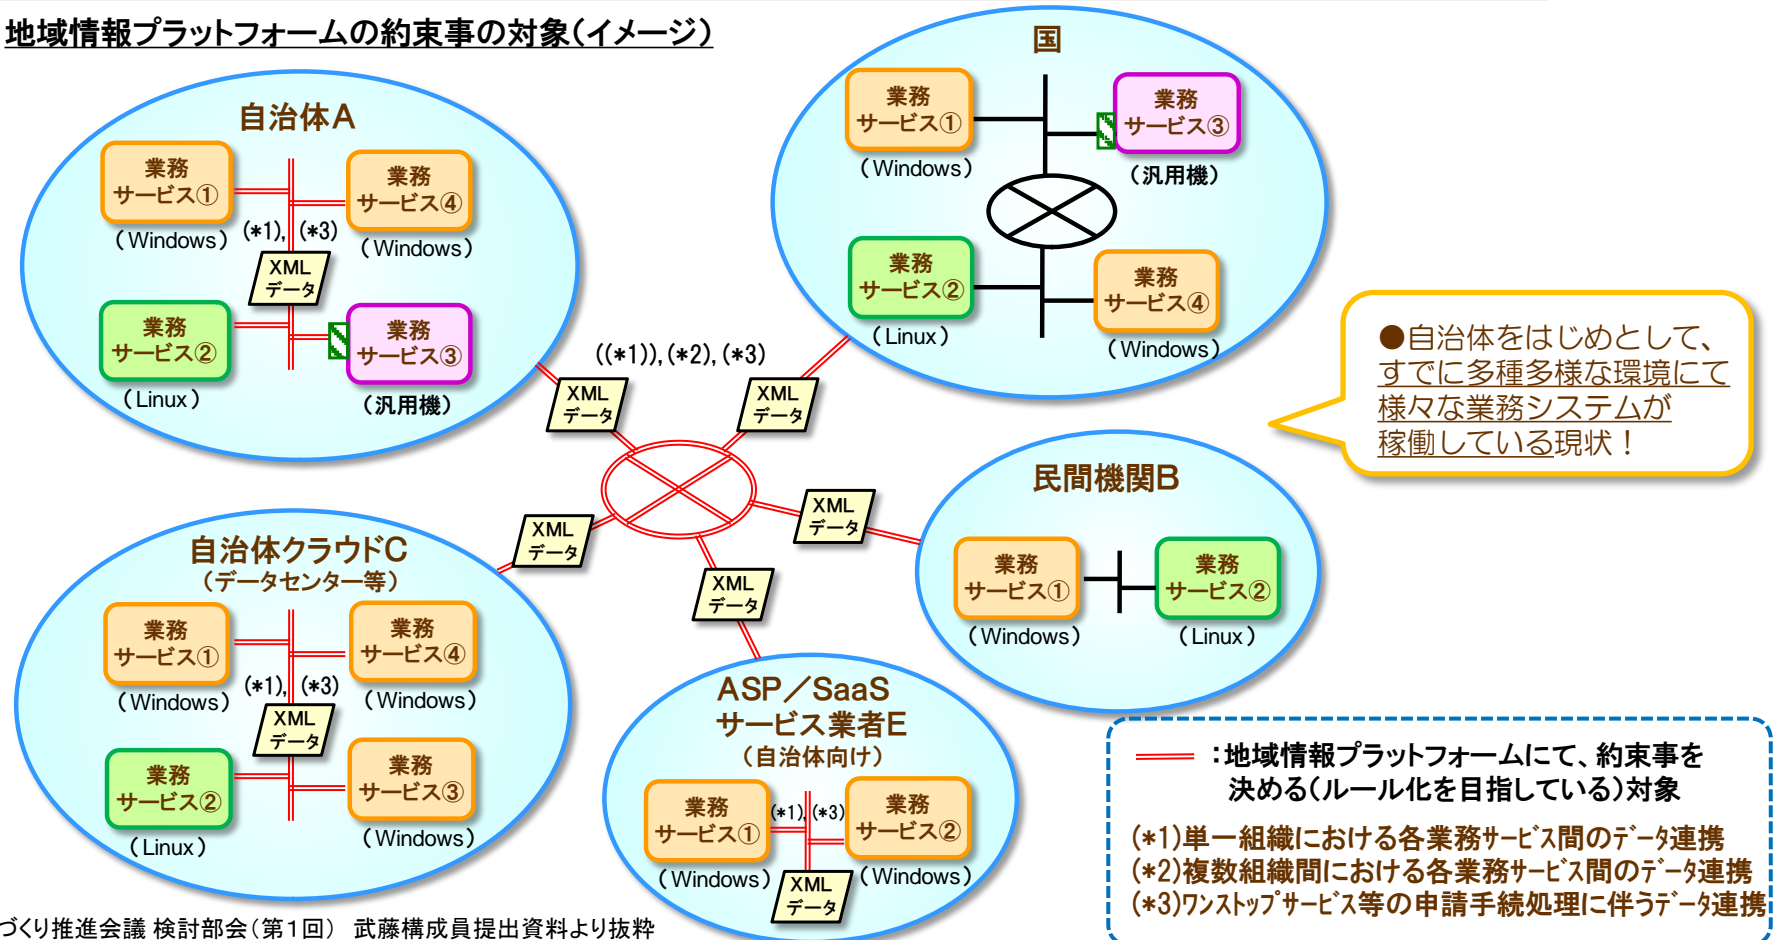 地域情報プラットフォームの約束事の対象(イメージ)
自治体A
業務
サービス①
(Windows)
業務
サービス④
(Windows)
(*1), (*3)
XML
データ
業務
サービス②
(Linux)
業務
サービス③
(汎用機)
国
業務
サービス①
(Windows)
業務
サービス③
(汎用機)
業務
サービス②
(Linux)
業務
サービス④
(Windows)
((*1)), (*2), (*3)
XML
データ
XML
データ
XML
データ
XML
データ
XML
データ
●自治体をはじめとして、
すでに多種多様な環境にて
様々な業務システムが
稼働している現状！
民間機関B
業務
サービス①
(Windows)
業務
サービス②
(Linux)
自治体クラウドC
(データセンター等)
業務
サービス①
(Windows)
業務
サービス④
(Windows)
(*1), (*3)
XML
データ
業務
サービス②
(Linux)
業務
サービス③
(Windows)
ASP／SaaS
サービス業者E
(自治体向け)
業務
サービス①
(Windows)
(*1), (*3)
業務
サービス②
(Windows)
XML
データ
：地域情報プラットフォームにて、約束事を
決める(ルール化を目指している)対象
(*1)単一組織における各業務サービス間のデータ連携
(*2)複数組織間における各業務サービス間のデータ連携
(*3)ワンストップサービス等の申請手続処理に伴うデータ連携
づくり推進会議 検討部会(第1回) 武藤構成員提出資料より抜粋